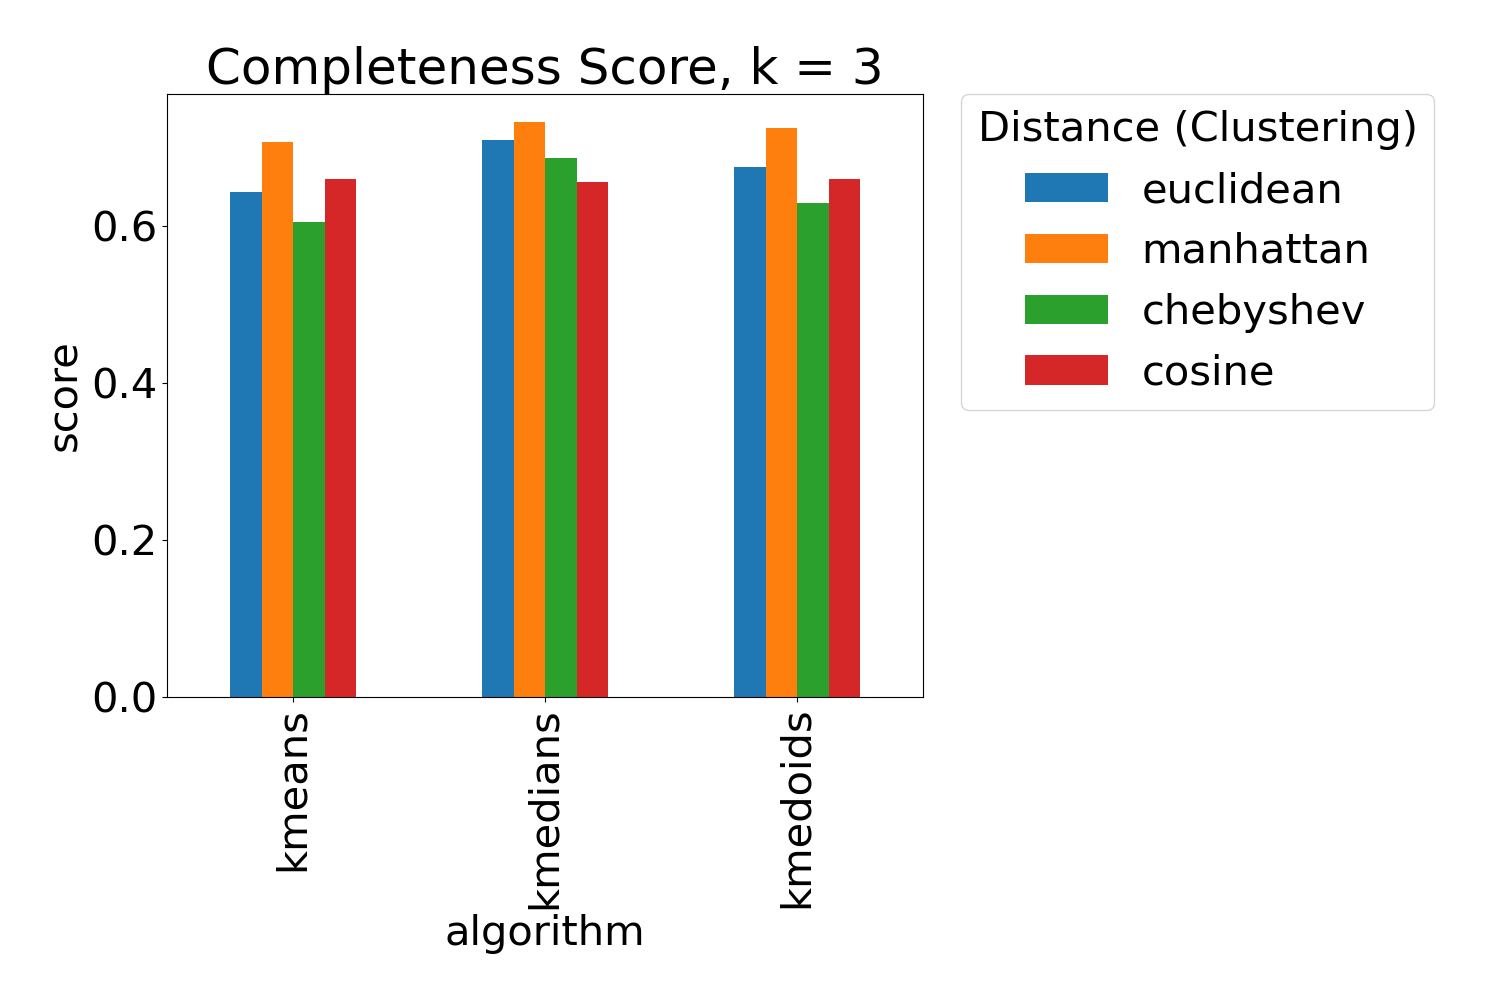 Completeness Score, k = 3
Distance (Clustering)
euclidean
manhattan
chebyshev
cosine
score
0.6
0.4
0.2
0.0
kmeans
kmedians
kmedoids
algorithm